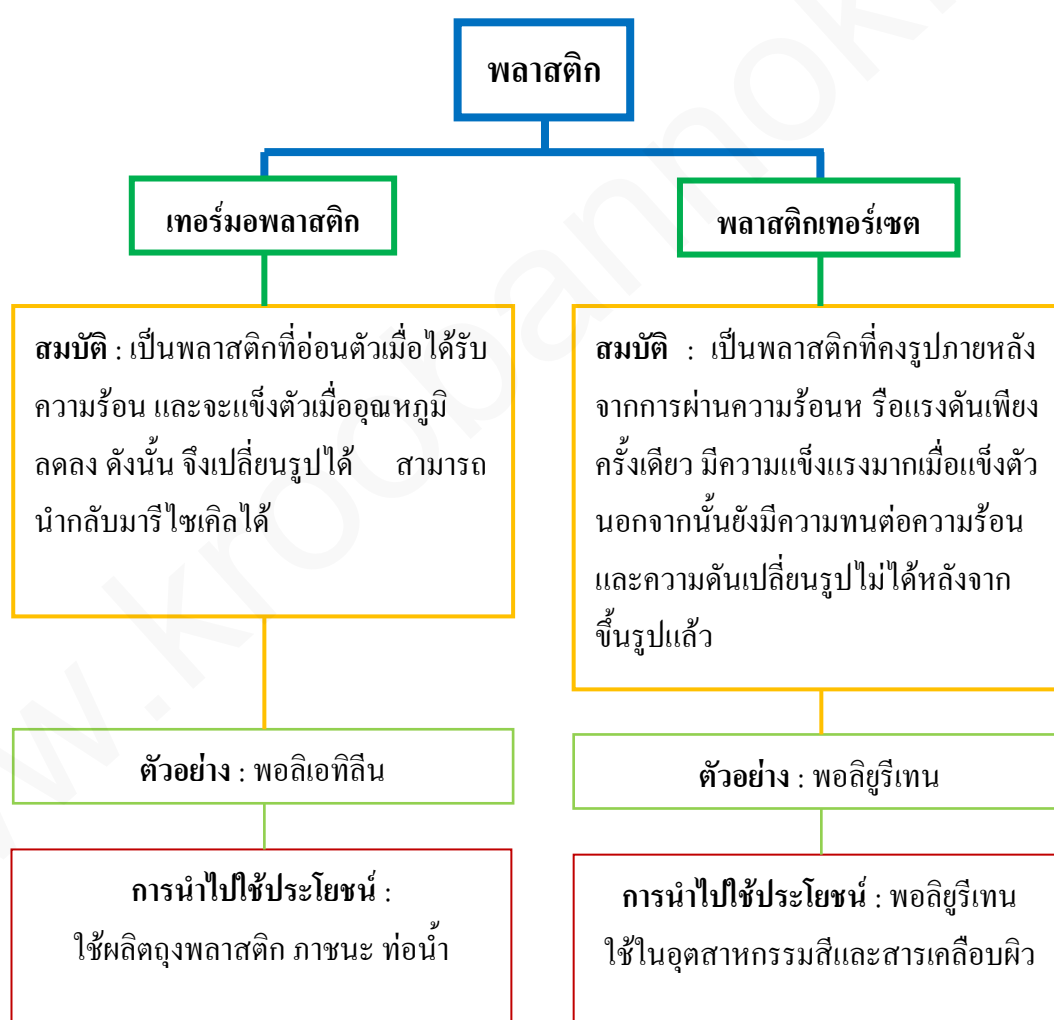 พลาสติก
เทอร์มอพลาสติก
สมบัติ : เป็นพลาสติกที่อ่อนตัวเมื่อได้รับ
ความร้อน และจะแข็งตัวเมื่ออุณหภูมิ
ลดลง ดังนั้น จึงเปลี่ยนรูปได้ สามารถ
นำกลับมารีไซเคิลได้
ตัวอย่าง : พอลิเอทิลีน
การนำไปใช้ประโยชน์ :
ใช้ผลิตถุงพลาสติก ภาชนะ ท่อน้ำ
พลาสติกเทอร์เซต
สมบัติ : เป็นพลาสติกที่คงรูปภายหลัง
จากการผ่านความร้อนห รือแรงดันเพียง
ครั้งเดียว มีความแข็งแรงมากเมื่อแข็งตัว
นอกจากนั้นยังมีความทนต่อความร้อน
และความดันเปลี่ยนรูปไม่ได้หลังจาก
ขึ้นรูปแล้ว
ตัวอย่าง : พอลิยูรีเทน
การนำไปใช้ประโยชน์ : พอลิยูรีเทน
ใช้ในอุตสาหกรรมสีและสารเคลือบผิว
w.kroobannok.